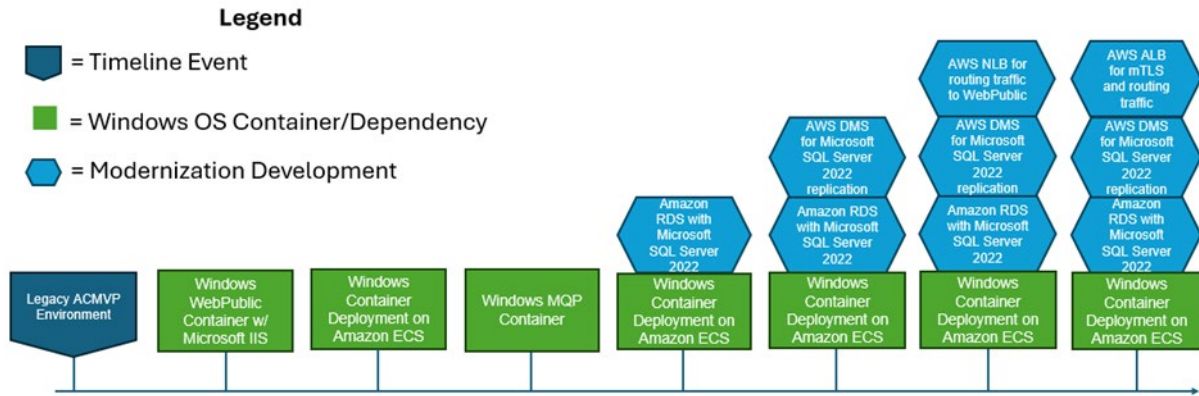 Legend
= Timeline Event
= Windows OS Container/Dependency
= Modernization Development
Legacy ACMVP
Environment
Windows
WebPublic
Container w/
Microsoft IIS
Windows
Container
Deployment on
Amazon ECS
Windows MQP
Container
Amazon
RDS with
Microsoft
SQL Server
2022
Windows
Container
Deployment on
Amazon ECS
AWS DMS
for Microsoft
SQL Server
2022
replication
Amazon RDS
with Microsoft
SQL Server
2022
Windows
Container
Deployment on
Amazon ECS
AWS NLB for
routing traffic
to WebPublic
AWS DMS
for Microsoft
SQL Server
2022
replication
Amazon RDS
with Microsoft
SQL Server
2022
Windows
Container
Deployment on
Amazon ECS
AWS ALB
for mTLS
and routing
traffic
AWS DMS
for Microsoft
SQL Server
2022
replication
Amazon
RDS with
Microsoft
SQL Server
2022
Windows
Container
Deployment on
Amazon ECS